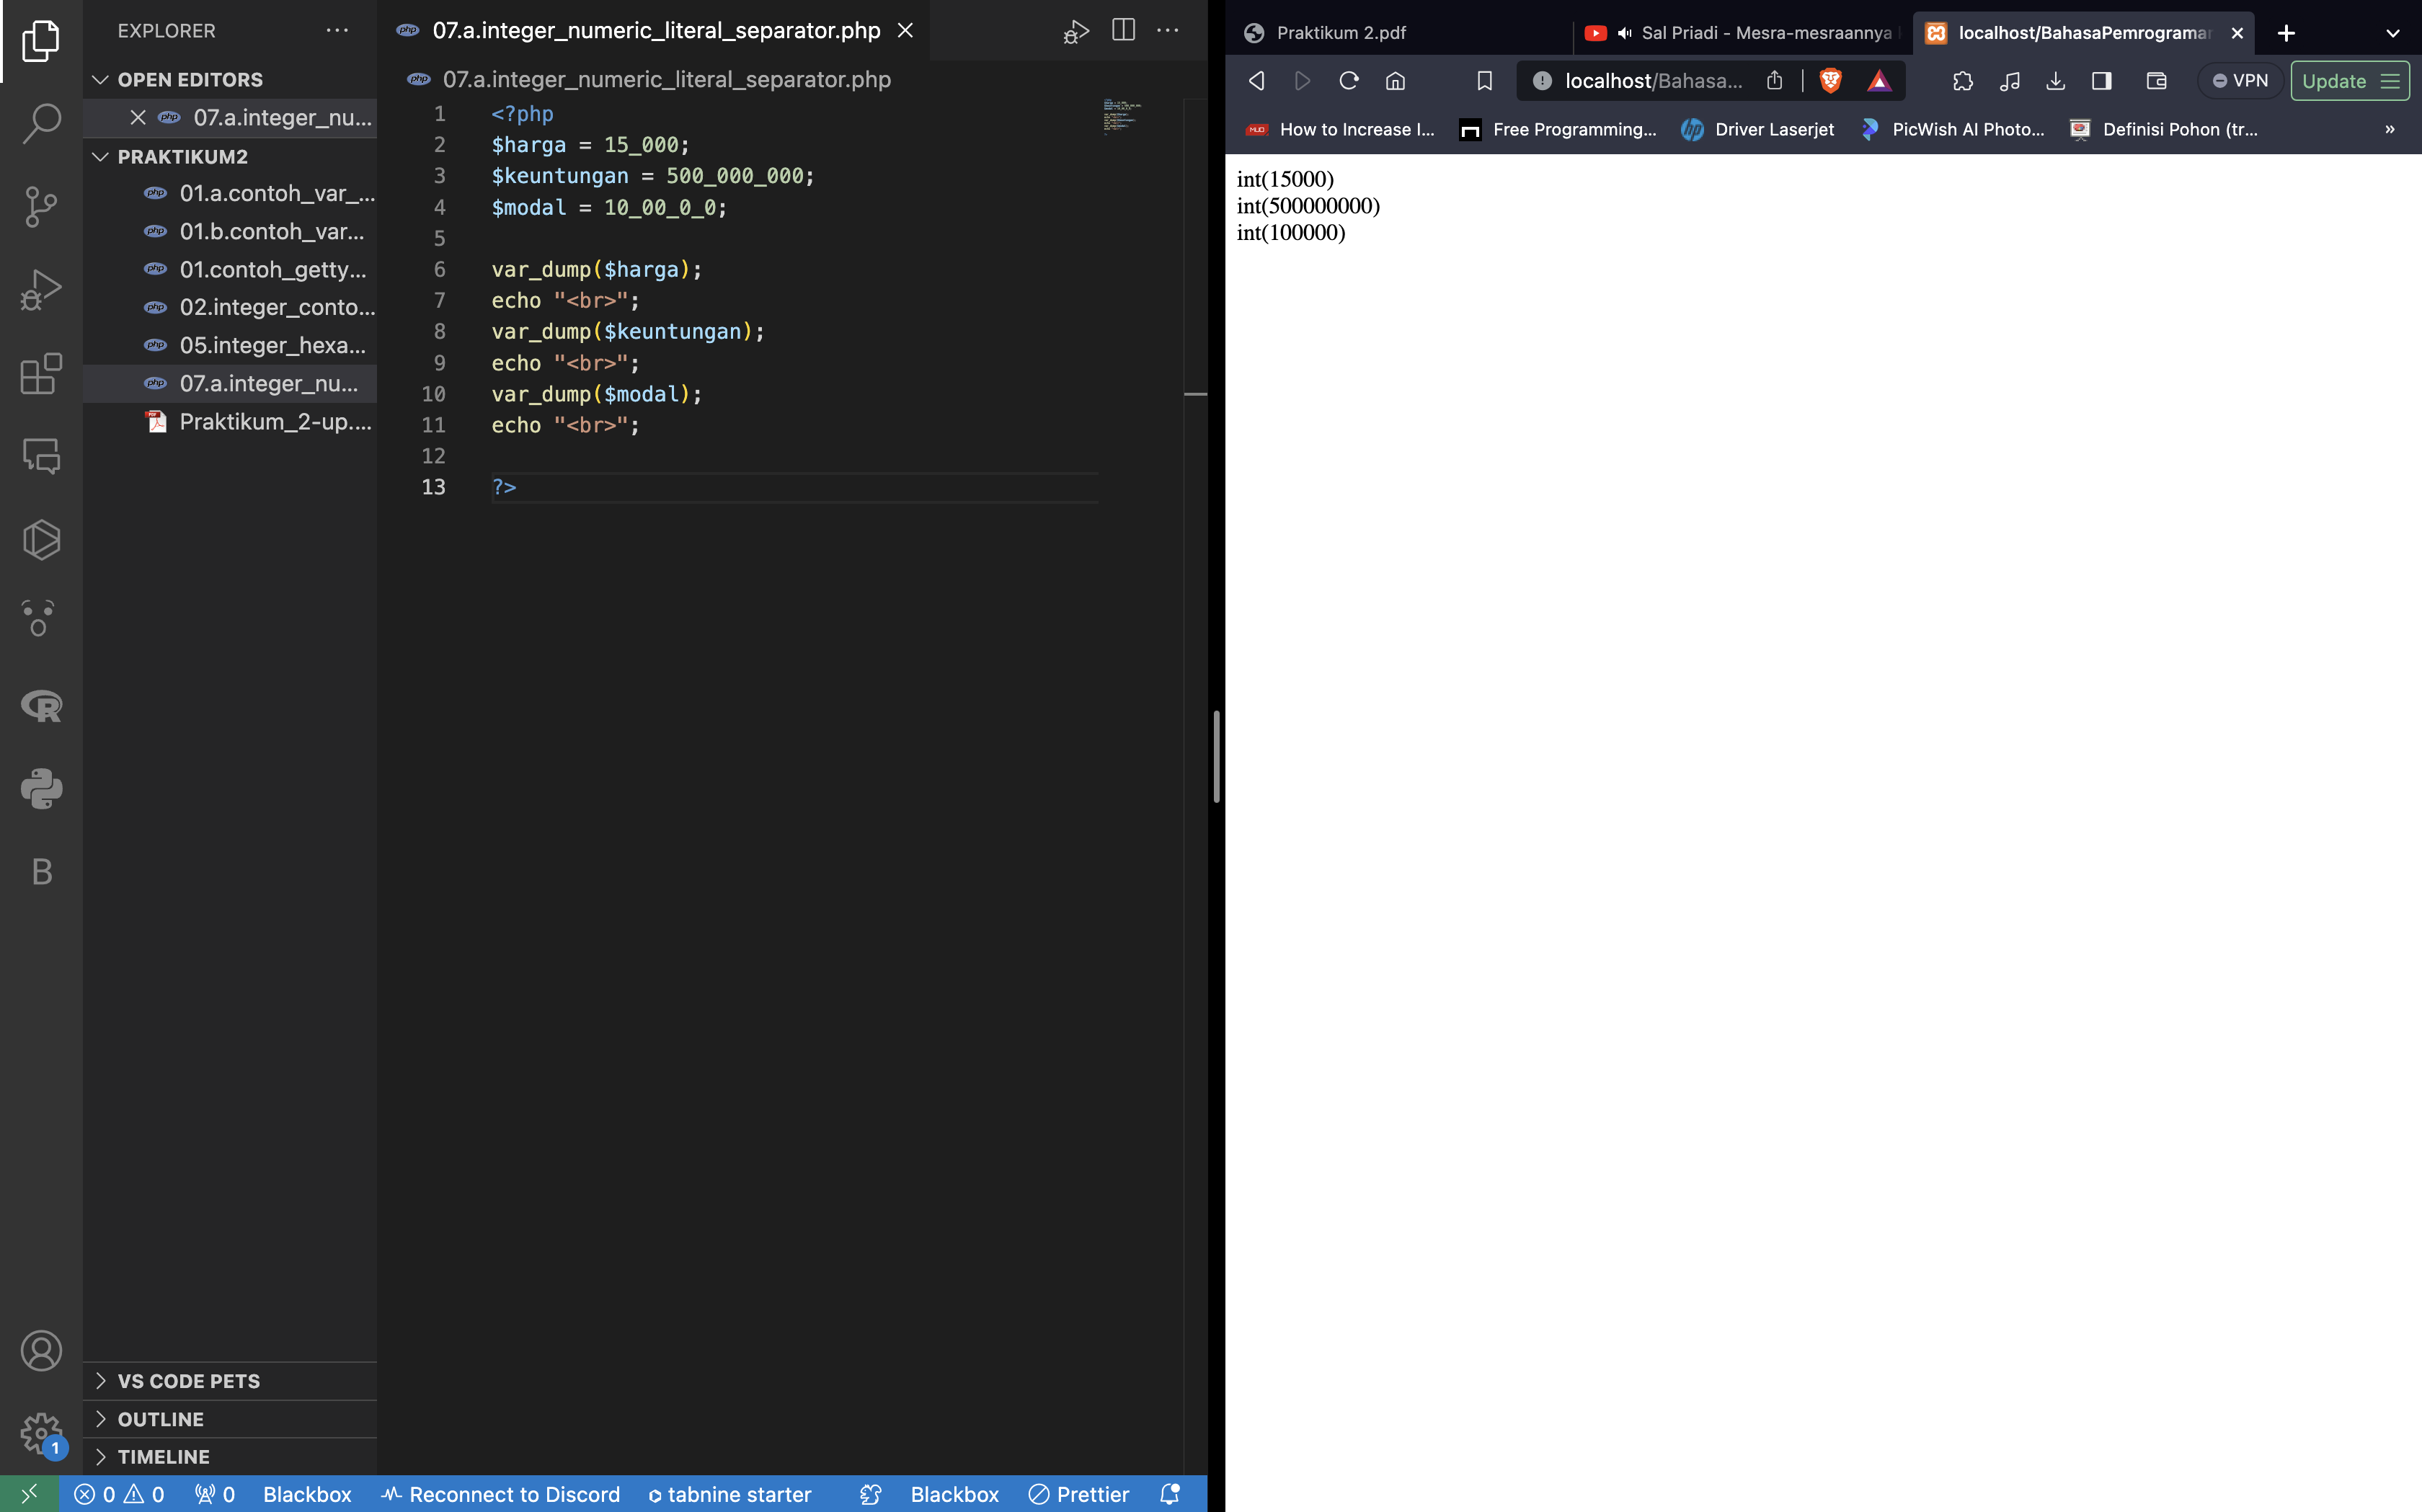 EXPLORER
OPEN EDITORS
07.a.integer_nu...
PRAKTIKUM2
01.a.contoh_var_...
01.b.contoh_var...
01.contoh_getty...
02.integer_conto...
05.integer_hexa...
07.a.integer_nu...
Praktikum_2-up....
VS CODE PETS
OUTLINE
TIMELINE
07.a.integer_numeric_literal_separator.php
07.a.integer_numeric_literal_separator.php
1 <?php
2 $harga = 15_000;
3 $keuntungan = 500_000_000;
4 $modal = 10_00_0_0;
5
6 var_dump($harga);
7 echo "<br>";
8 var_dump($keuntungan);
9 echo "<br>";
10 var_dump($modal);
11 echo "<br>";
12
13 ?>
B
1
0 0 0 Blackbox Reconnect to Discord tabnine starter Blackbox Prettier
Praktikum 2.pdf
Sal Priadi - Mesra-mesraannya
localhost/BahasaPemrograma
localhost/Bahasa...
VPN
Update
How to Increase I... Free Programming... Driver Laserjet PicWish AI Photo... Definisi Pohon (tr... »
int(15000)
int(500000000)
int(100000)